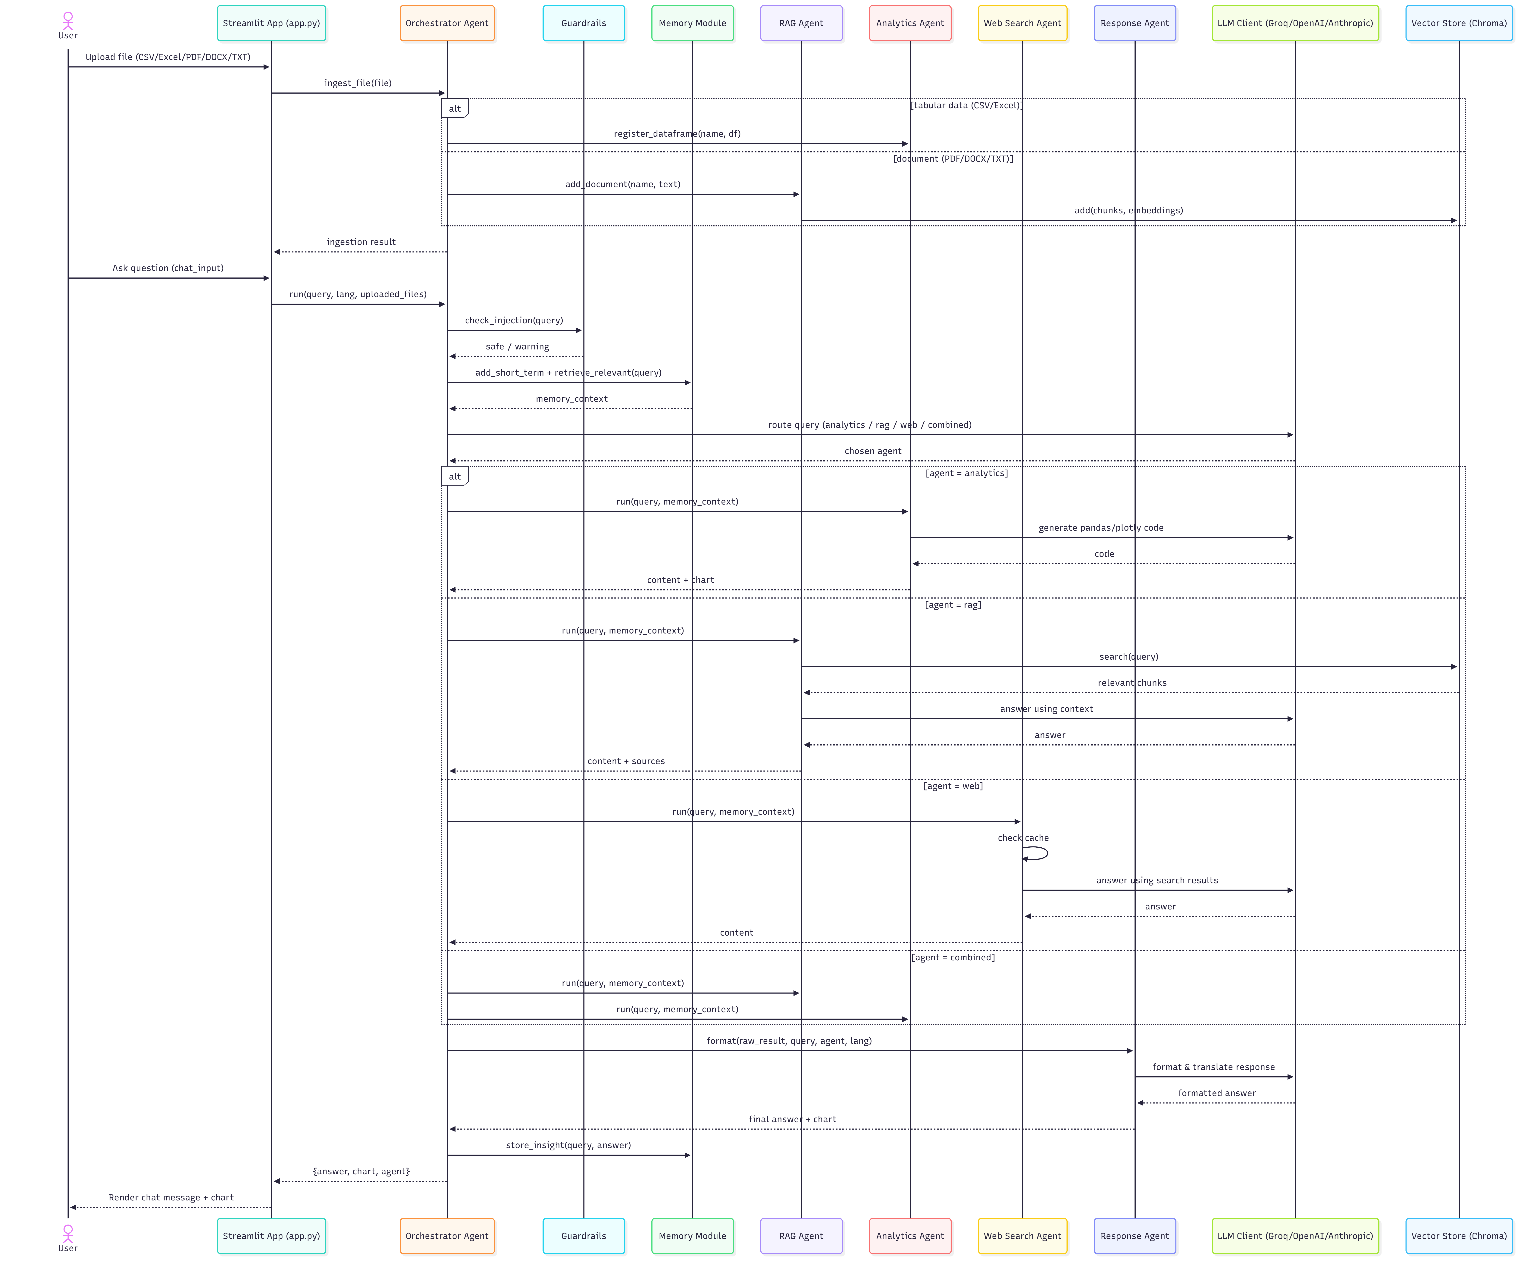 User
Streamlit App (app.py)
Orchestrator Agent
Guardrails
Memory Module
RAG Agent
Analytics Agent
Web Search Agent
Response Agent
LLM Client (Groq/OpenAI/Anthropic)
Vector Store (Chroma)
Upload file (CSV/Excel/PDF/DOCX/TXT)
ingest_file(file)
alt
[tabular data (CSV/Excel)]
register_dataframe(name, df)
[document (PDF/DOCX/TXT)]
add_document(name, text)
add(chunks, embeddings)
ingestion result
Ask question (chat_input)
run(query, lang, uploaded_files)
check_injection(query)
safe / warning
add_short_term + retrieve_relevant(query)
memory_context
route query (analytics / rag / web / combined)
chosen agent
alt
[agent = analytics]
run(query, memory_context)
generate pandas/plotly code
code
content + chart
[agent = rag]
run(query, memory_context)
search(query)
relevant chunks
answer using context
answer
content + sources
[agent = web]
run(query, memory_context)
check cache
answer using search results
answer
content
[agent = combined]
run(query, memory_context)
run(query, memory_context)
format(raw_result, query, agent, lang)
format & translate response
formatted answer
final answer + chart
store_insight(query, answer)
{answer, chart, agent}
Render chat message + chart
User
Streamlit App (app.py)
Orchestrator Agent
Guardrails
Memory Module
RAG Agent
Analytics Agent
Web Search Agent
Response Agent
LLM Client (Groq/OpenAI/Anthropic)
Vector Store (Chroma)